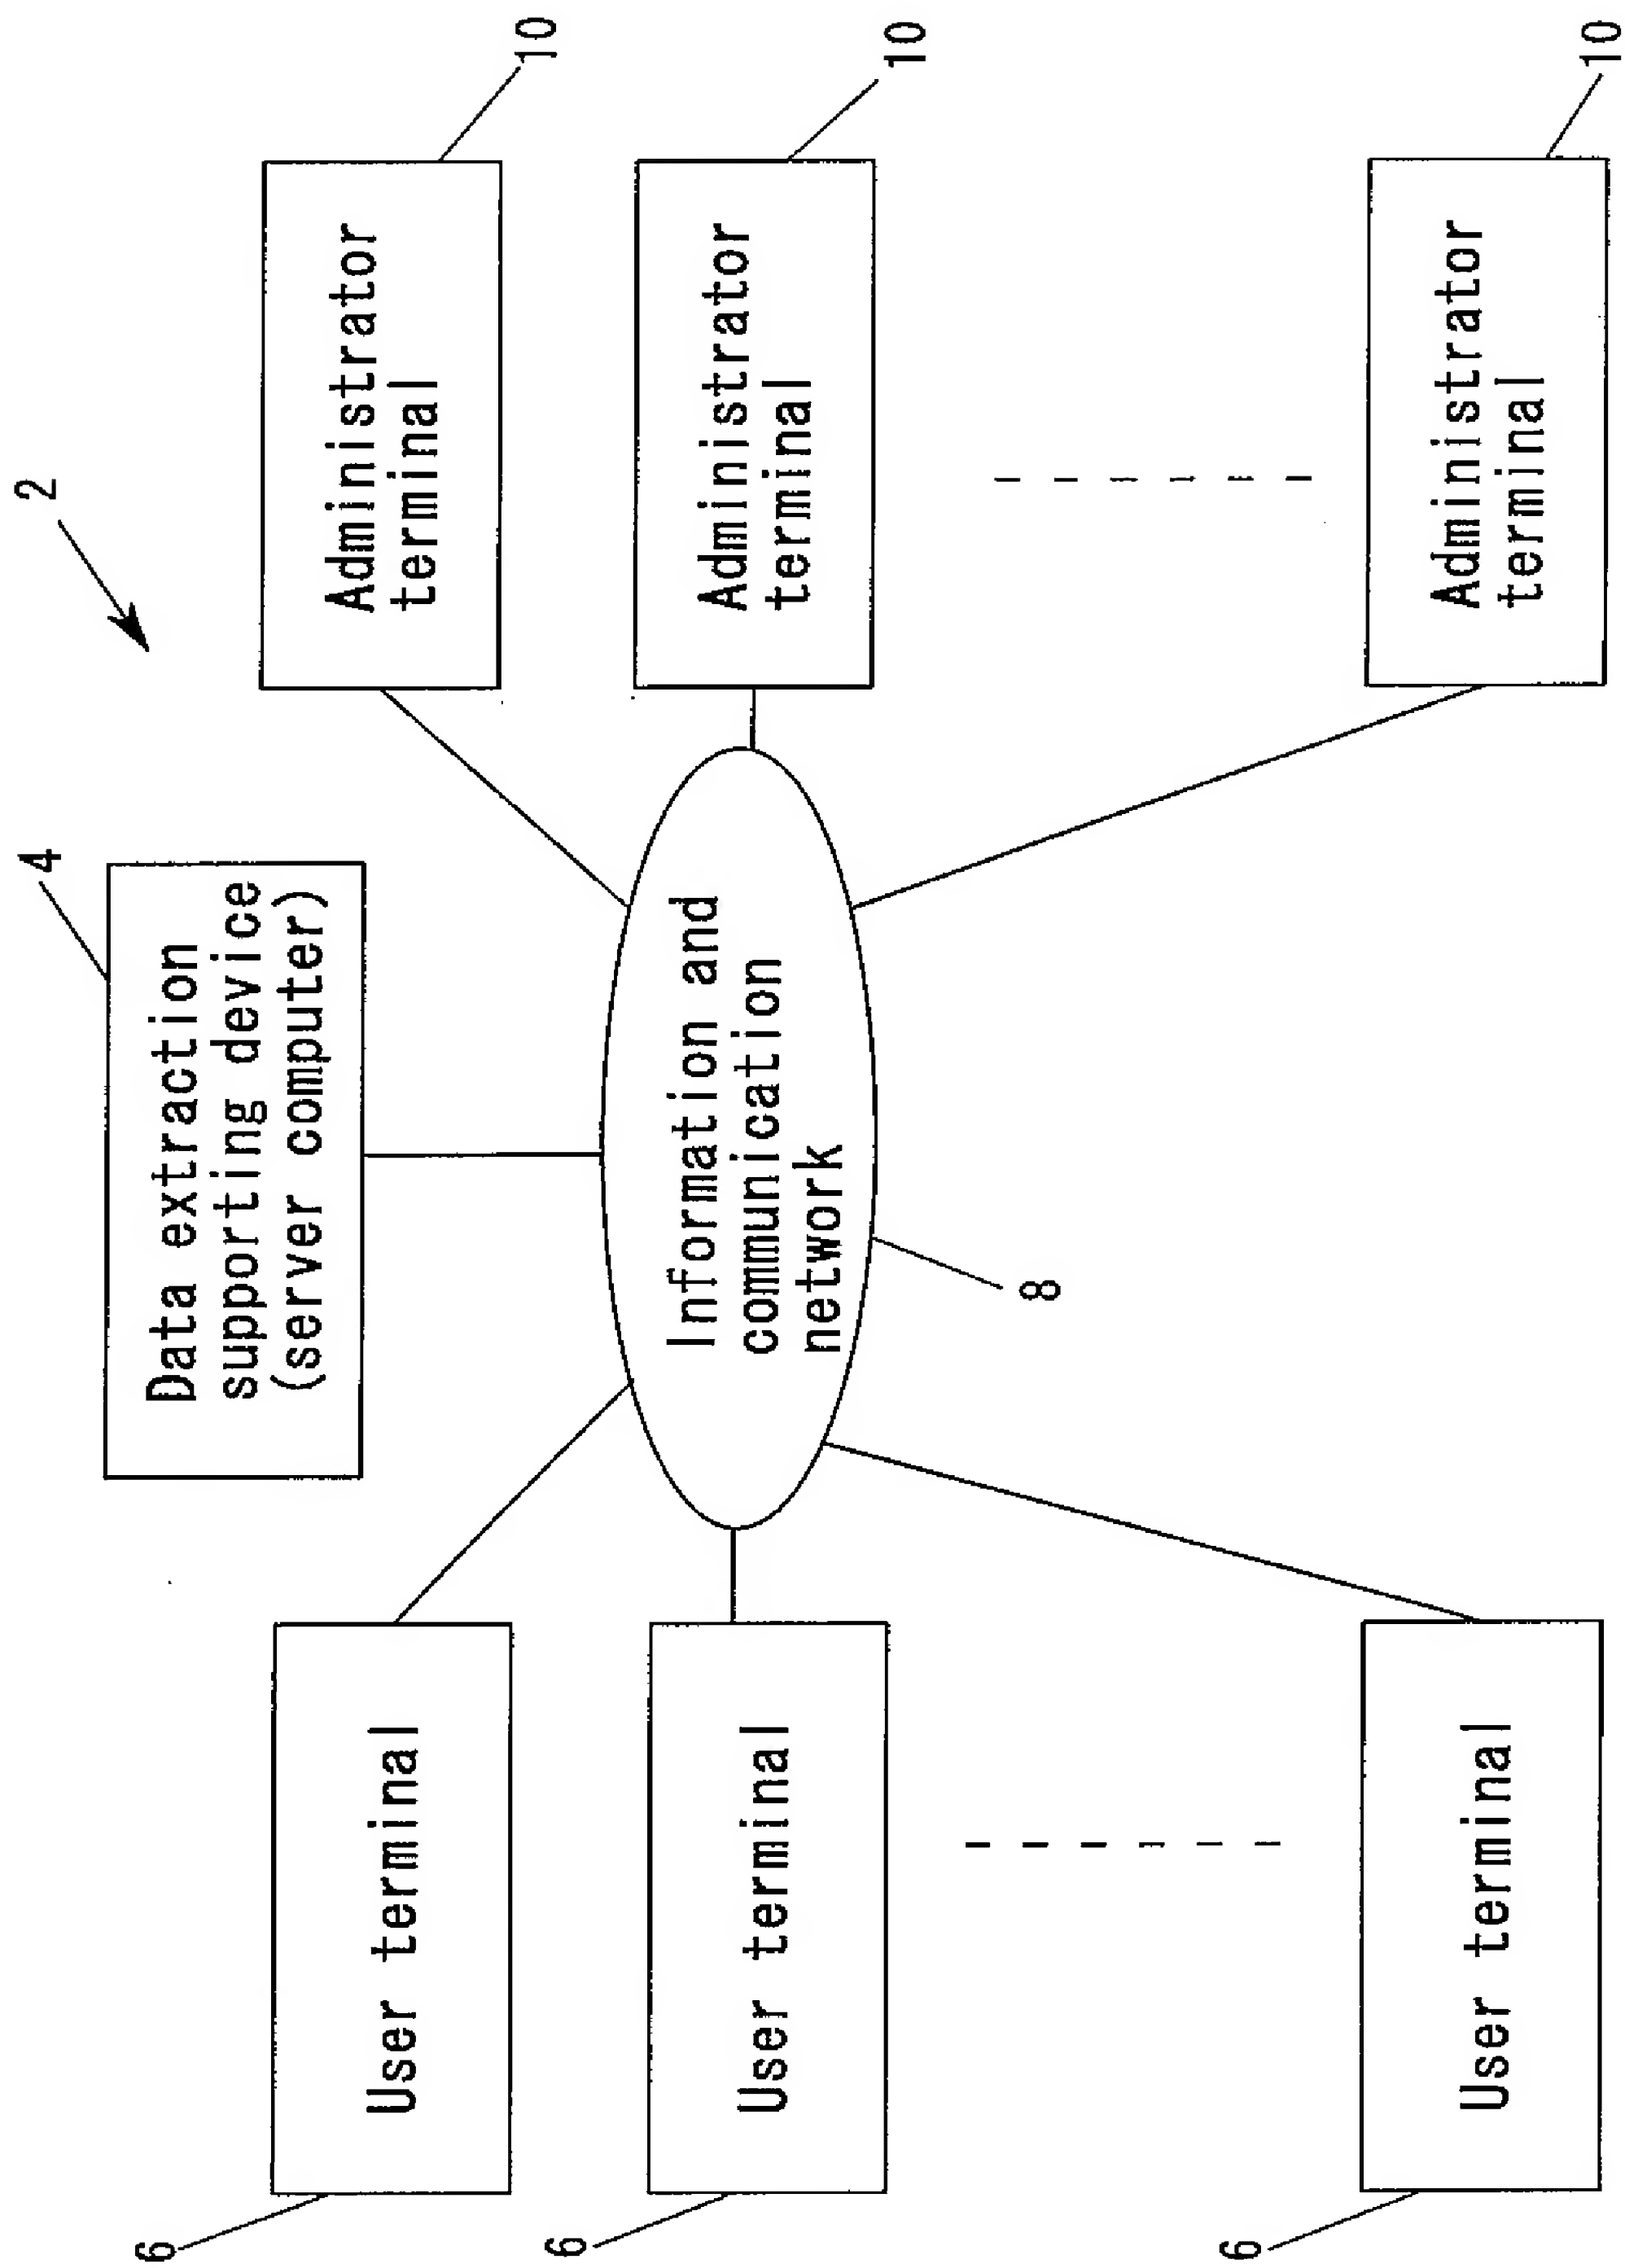 2
4
Data extraction
supporting device
(server computer)
6
User terminal
Administrator
terminal
10
Information and
communication
network
8
6
User terminal
Administrator
terminal
10
6
User terminal
Administrator
terminal
10